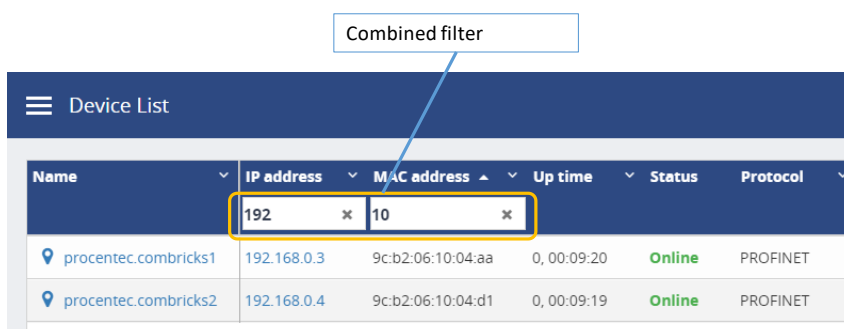 Combined filter
Device List
Name IP address MAC address Up time Status Protocol
192 10
procentec.combricks1 192.168.0.3 9c:b2:06:10:04:aa 0, 00:09:20 Online PROFINET
procentec.combricks2 192.168.0.4 9c:b2:06:10:04:d1 0, 00:09:19 Online PROFINET